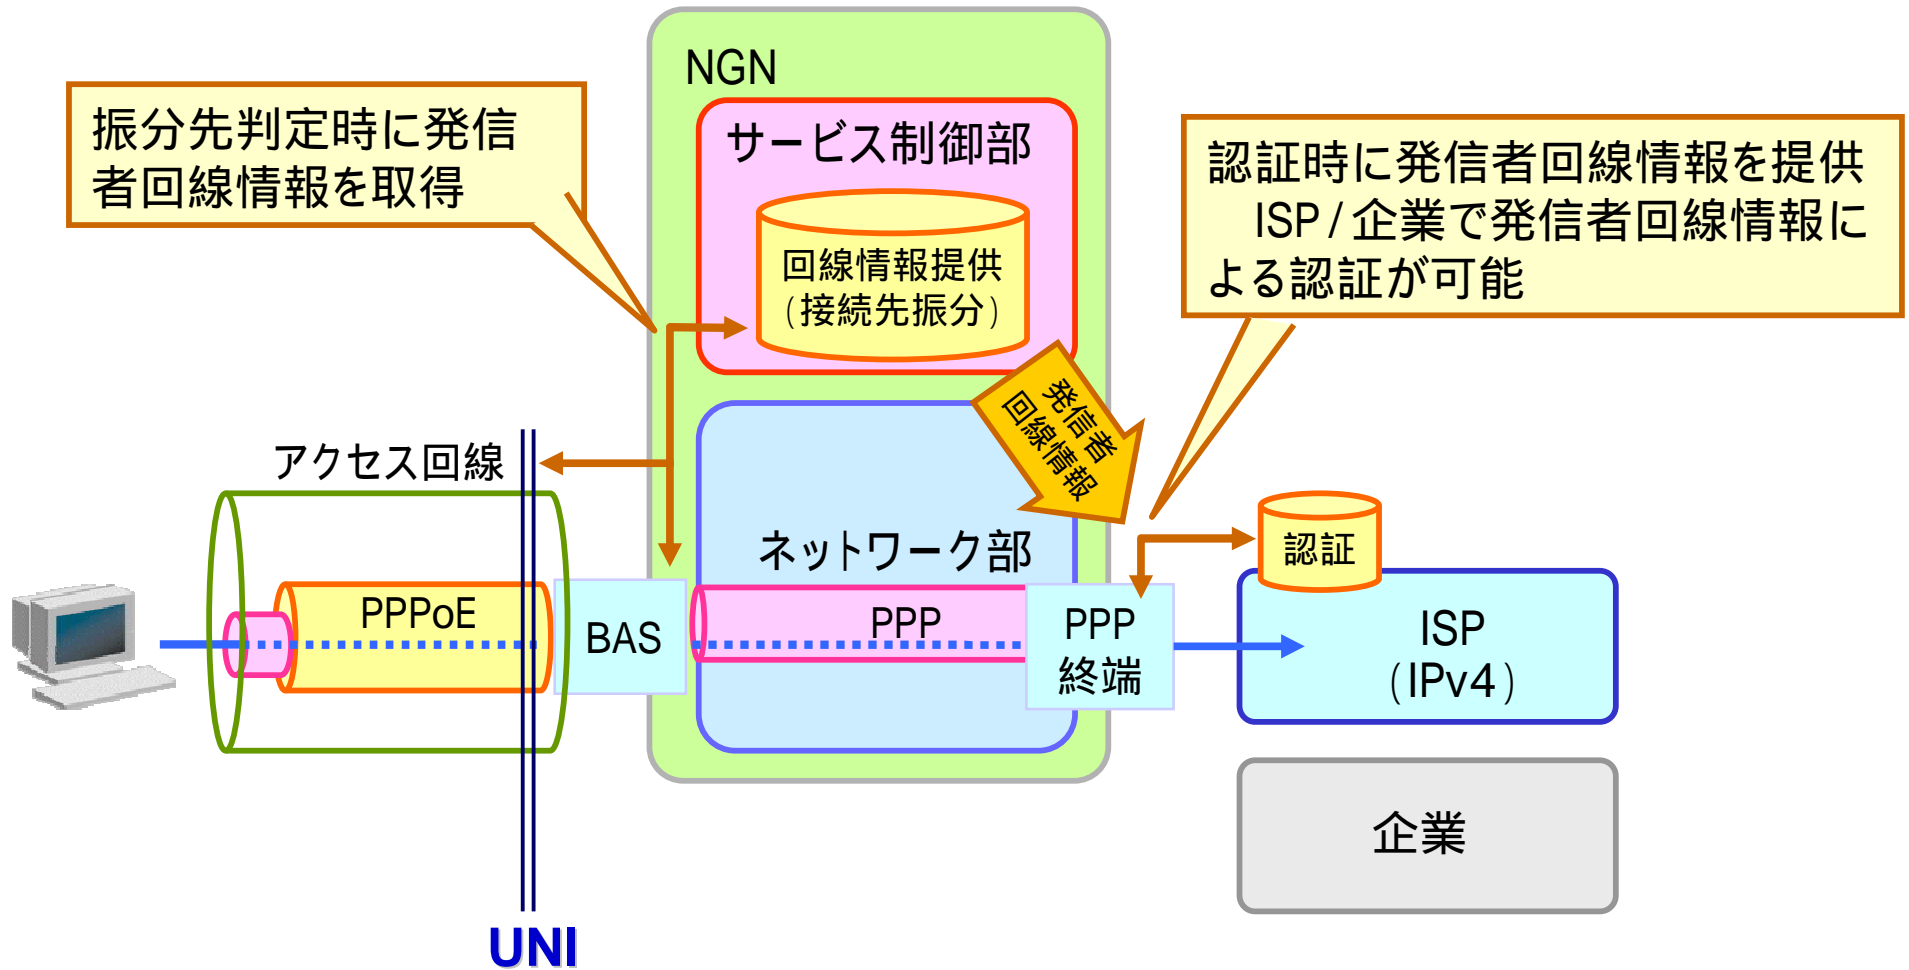 NGN
振分先判定時に発信
者回線情報を取得
サービス制御部
回線情報提供
(接続先振分)
認証時に発信者回線情報を提供
ISP/企業で発信者回線情報に
よる認証が可能
発信者
回線情報
アクセス回線
ネットワーク部
認証
PPPoE
BAS
PPP
PPP
終端
ISP
(IPv4)
企業
UNI